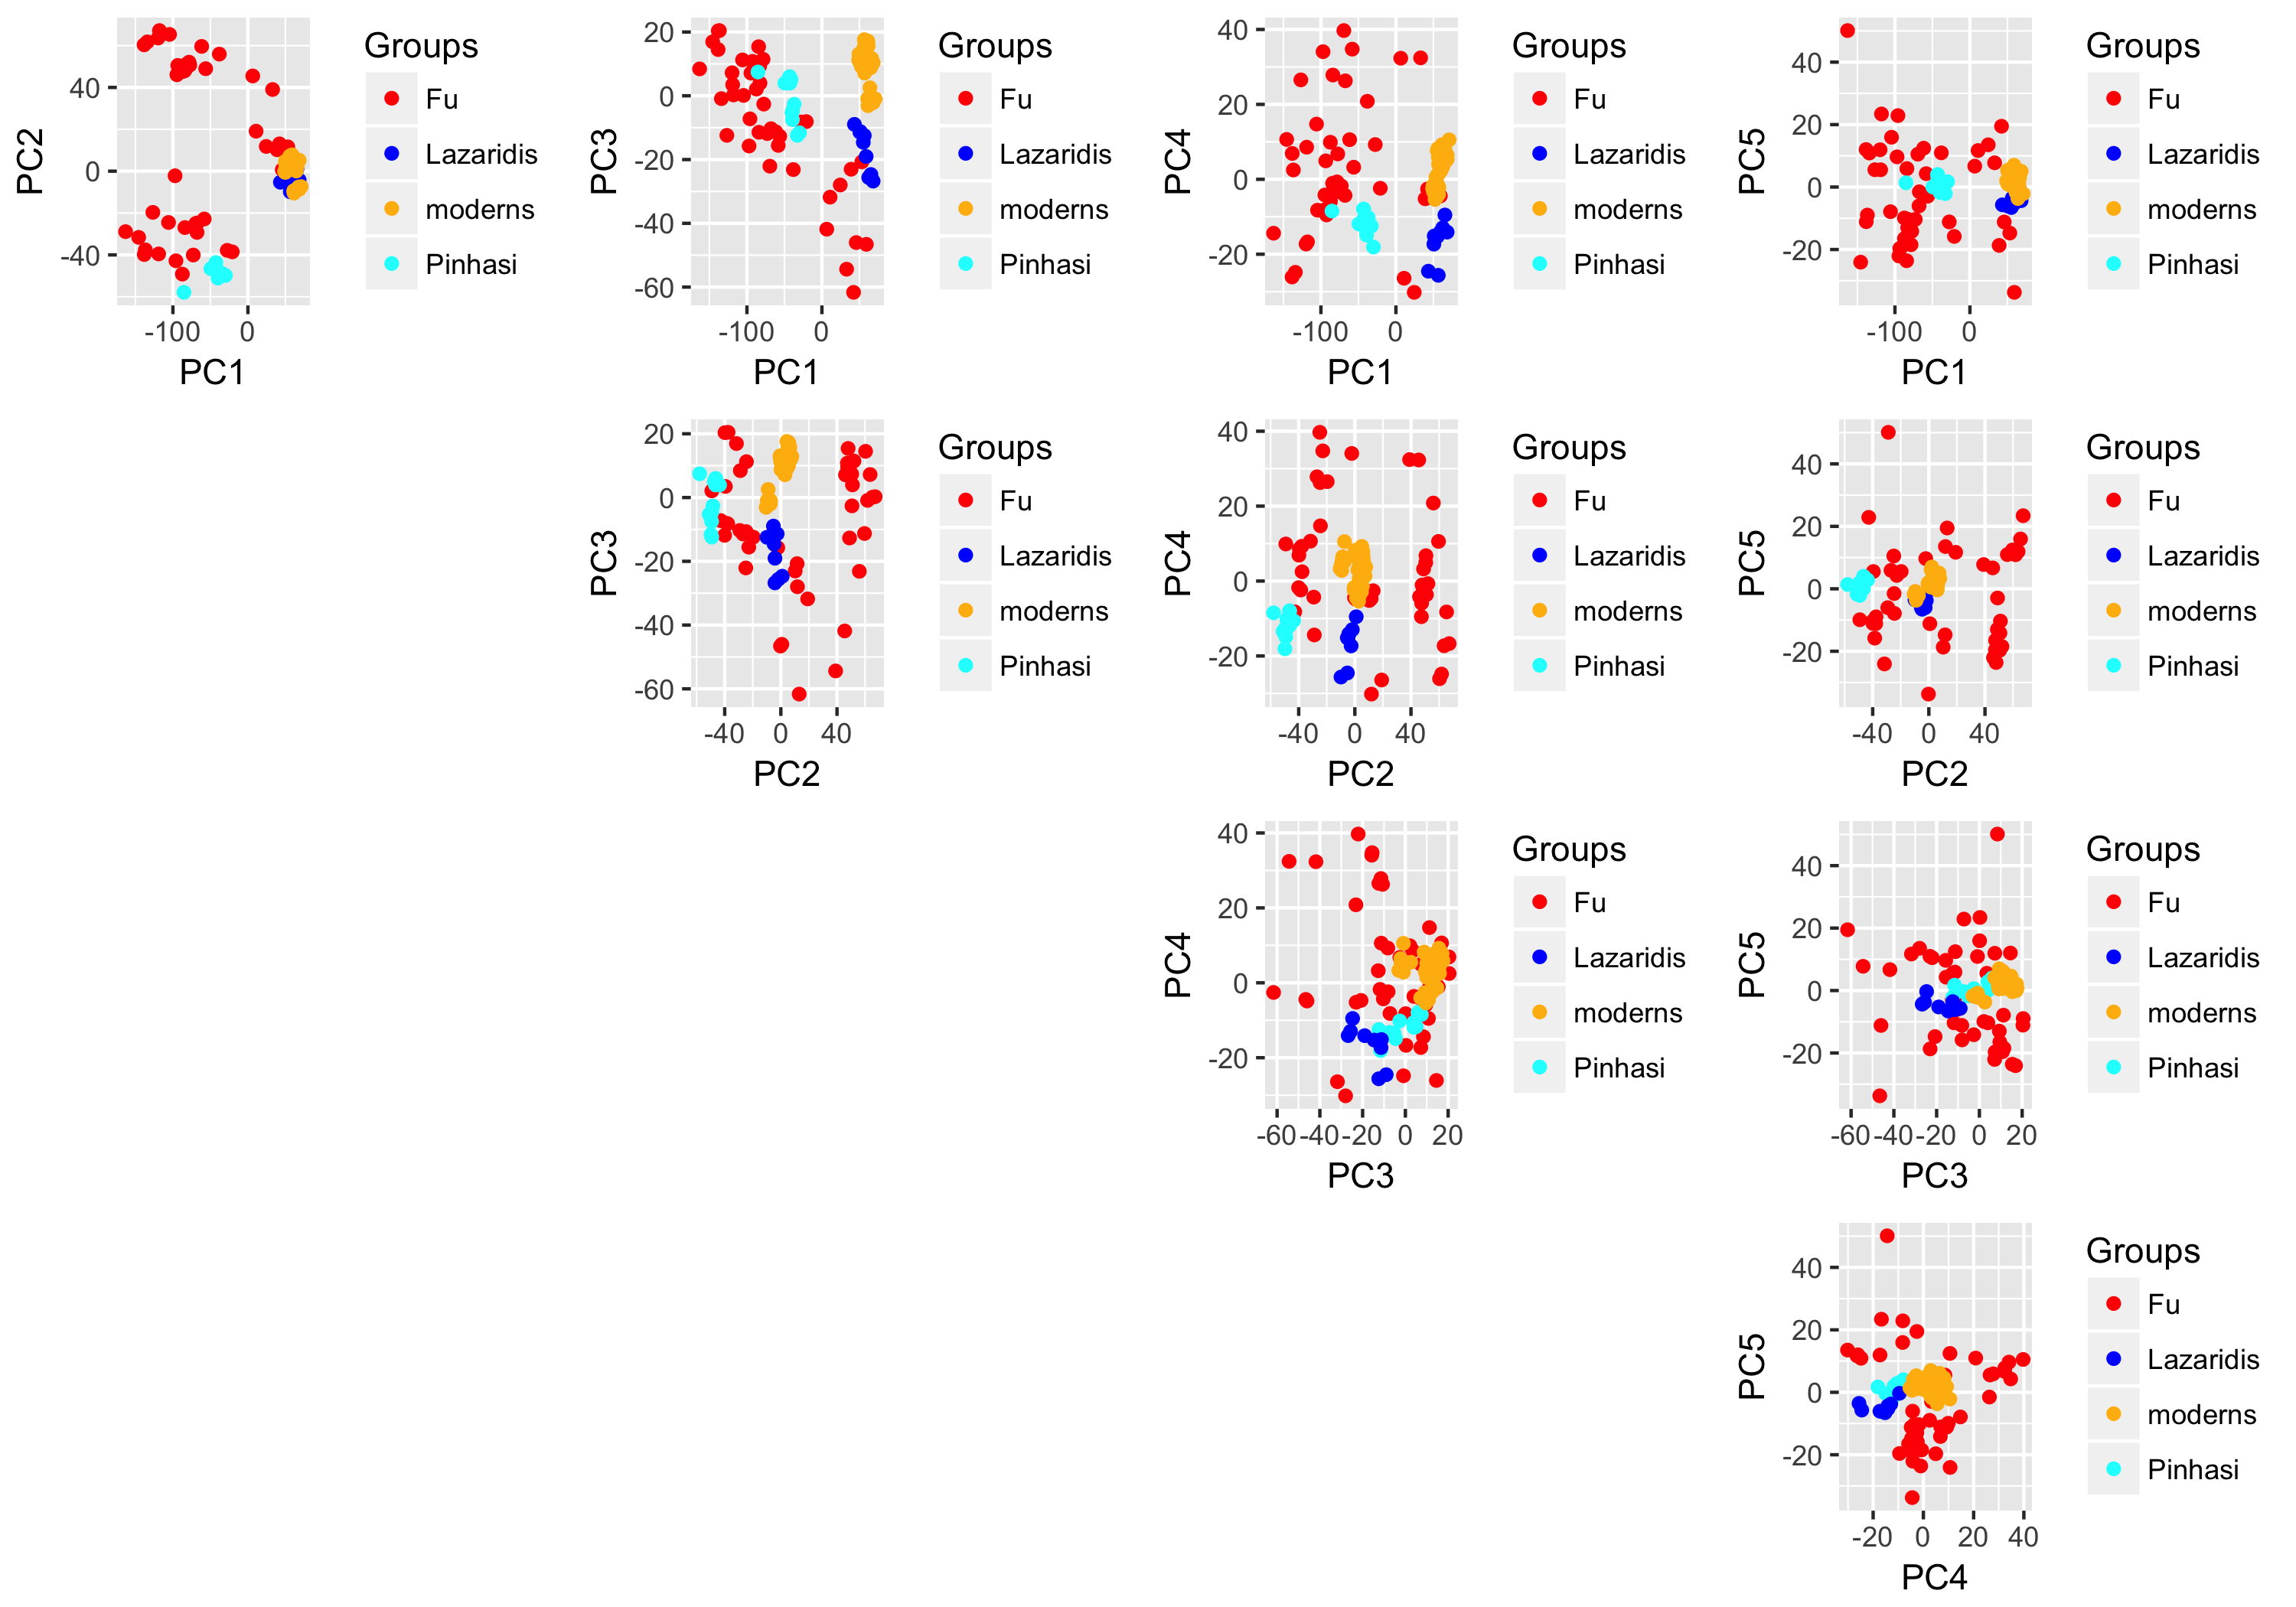 PC2
40
0
-40
-100 0
PC1
Groups
Fu
Lazaridis
moderns
Pinhasi
PC3
20
0
-20
-40
-60
-100 0
PC1
Groups
Fu
Lazaridis
moderns
Pinhasi
PC4
40
20
0
-20
-100 0
PC1
Groups
Fu
Lazaridis
moderns
Pinhasi
PC5
40
20
0
-20
-100 0
PC1
Groups
Fu
Lazaridis
moderns
Pinhasi
PC3
20
0
-20
-40
-60
-40 0 40
PC2
Groups
Fu
Lazaridis
moderns
Pinhasi
PC4
40
20
0
-20
-40 0 40
PC2
Groups
Fu
Lazaridis
moderns
Pinhasi
PC5
40
20
0
-20
-40 0 40
PC2
Groups
Fu
Lazaridis
moderns
Pinhasi
PC4
40
20
0
-20
-60 -40 -20 0 20
PC3
Groups
Fu
Lazaridis
moderns
Pinhasi
PC5
40
20
0
-20
-60 -40 -20 0 20
PC3
Groups
Fu
Lazaridis
moderns
Pinhasi
PC5
40
20
0
-20
-20 0 20 40
PC4
Groups
Fu
Lazaridis
moderns
Pinhasi